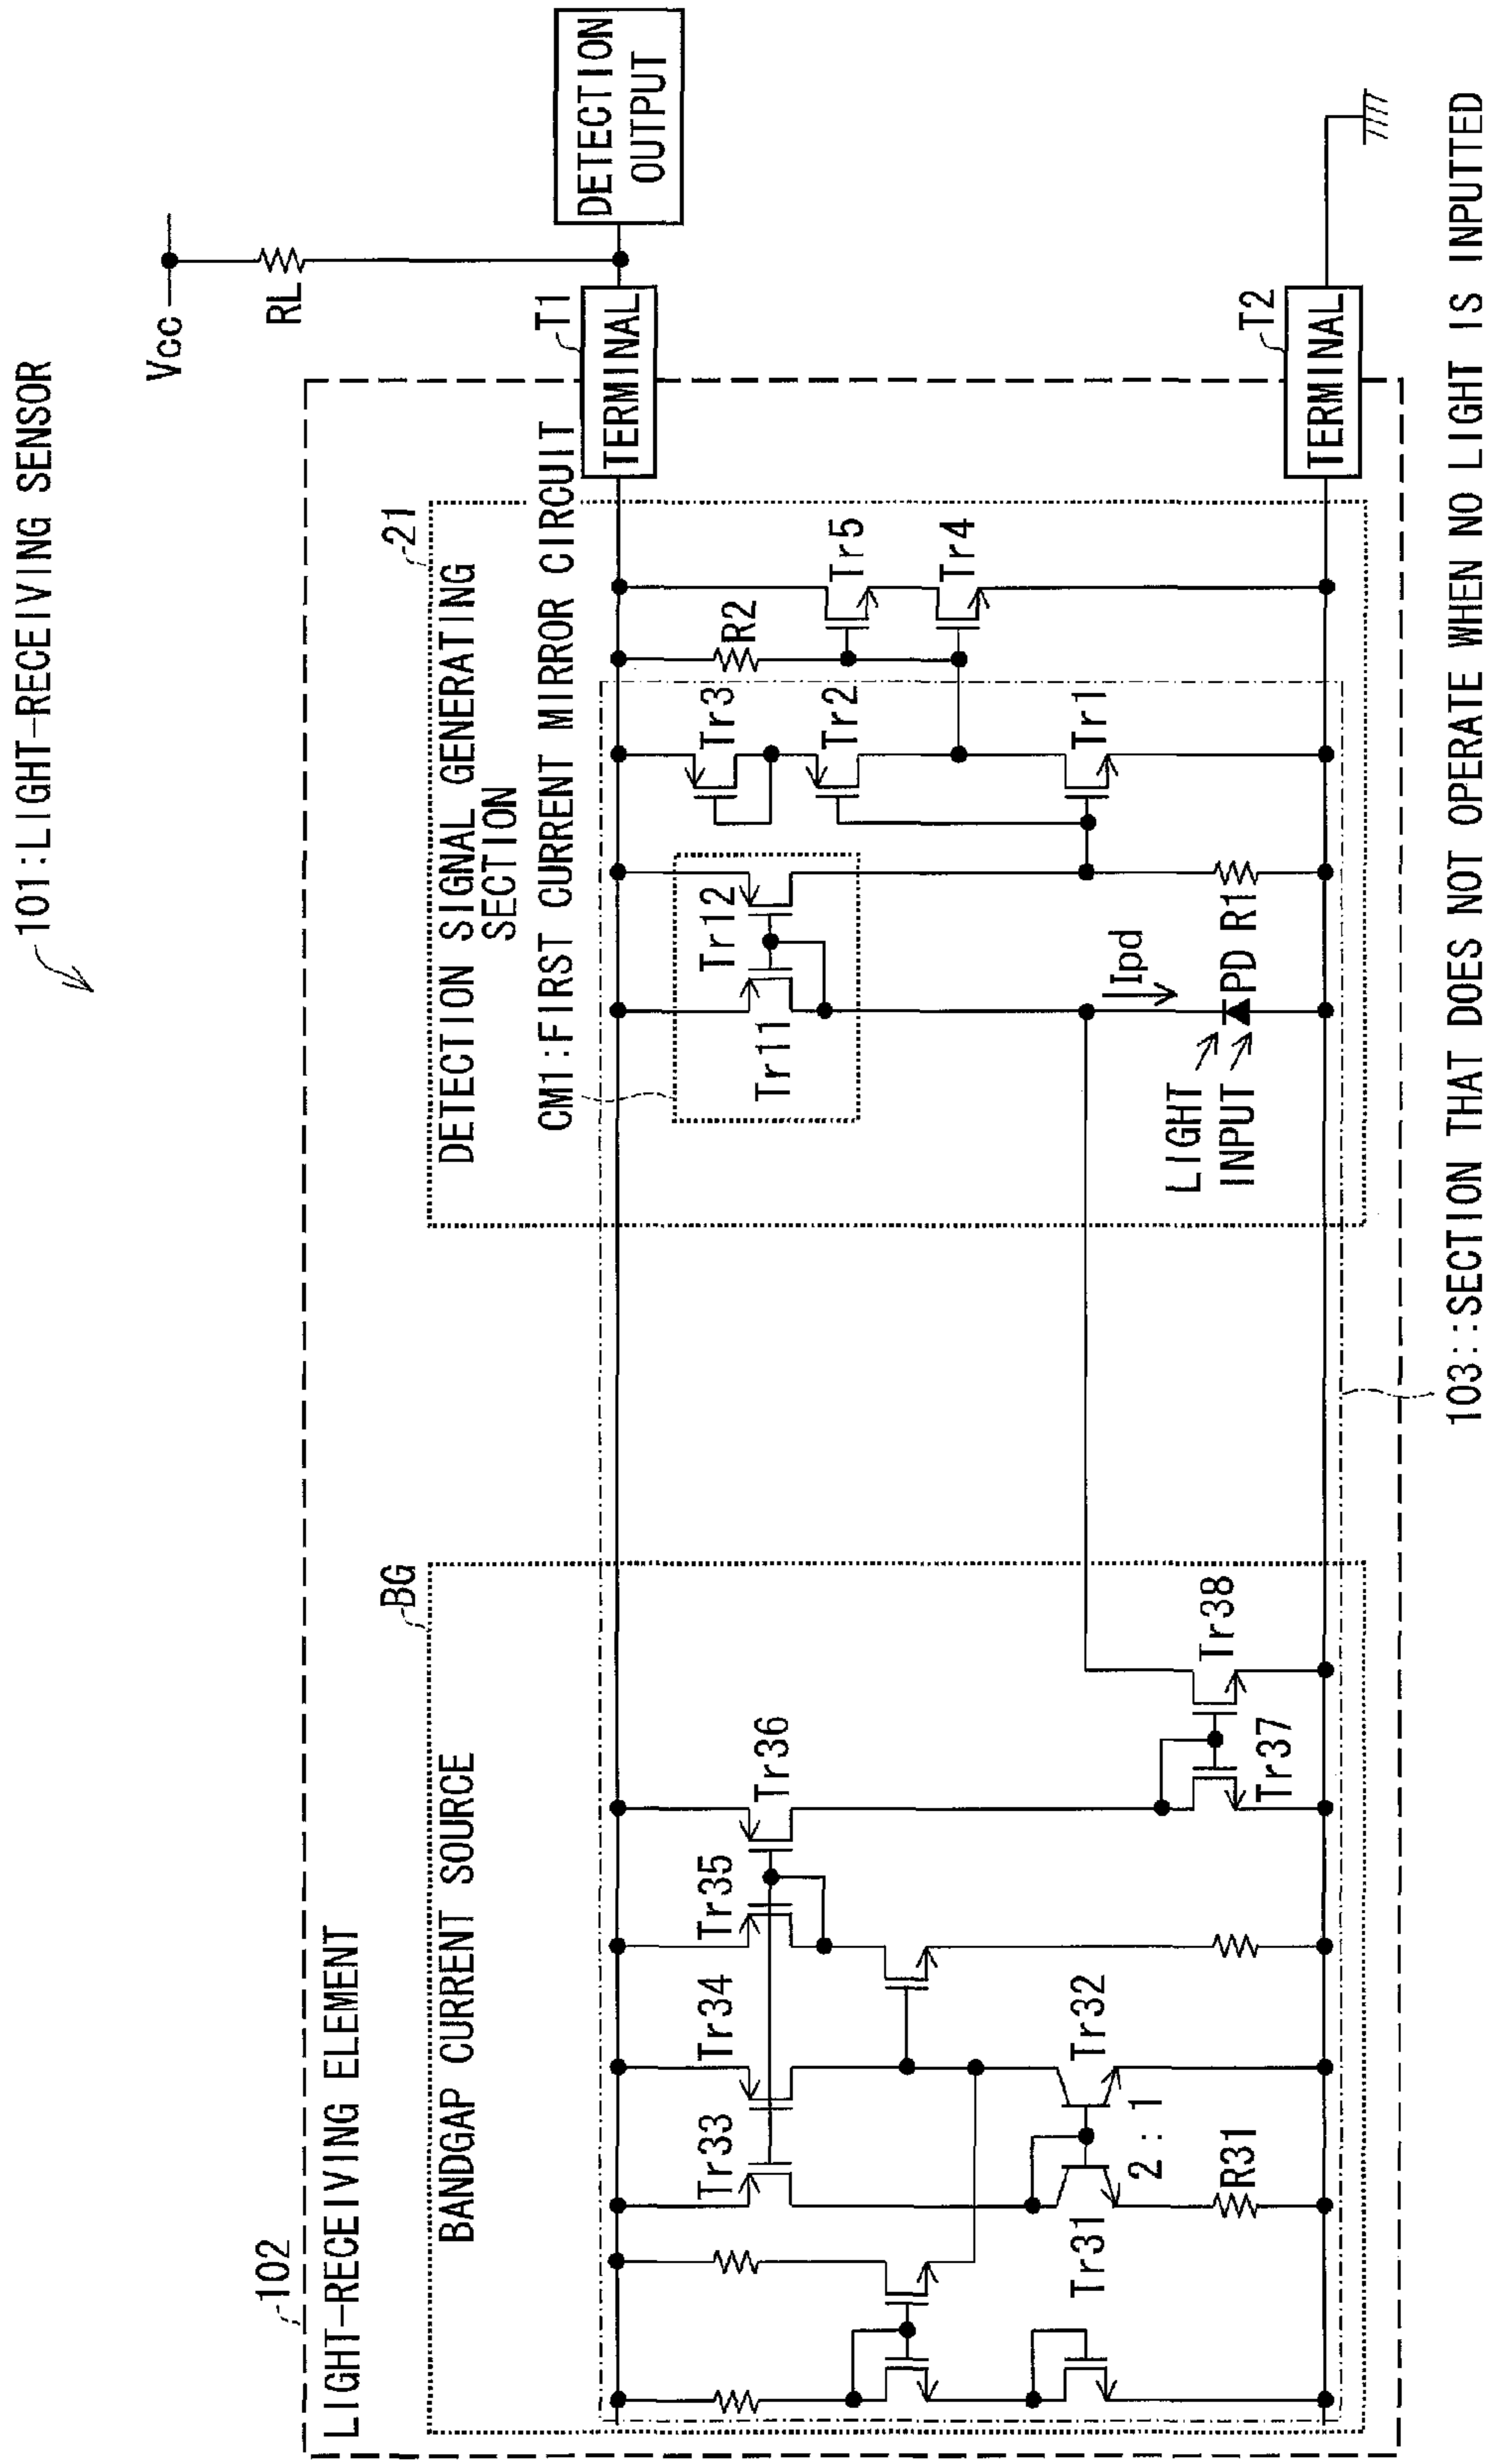 101:LIGHT-RECEIVING SENSOR
Vcc
RL
DETECTION
OUTPUT
102
LIGHT-RECEIVING ELEMENT
BG
BANDGAP CURRENT SOURCE
21
DETECTION SIGNAL GENERATING
SECTION
CM1:FIRST CURRENT MIRROR CIRCUIT
T1
TERMINAL
Tr33
Tr34
Tr35
Tr36
Tr11
Tr12
Tr3
R2
Tr2
Tr5
Tr4
Tr31
2:1
Tr32
R31
Tr37
Tr38
LIGHT
INPUT
Ipd
PD
R1
Tr1
T2
TERMINAL
103::SECTION THAT DOES NOT OPERATE WHEN NO LIGHT IS INPUTTED